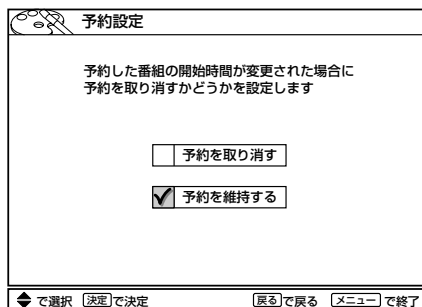 予約設定
予約した番組の開始時間が変更された場合に
予約を取り消すかどうかを設定します
予約を取り消す
予約を維持する
で選択 決定 で決定 戻る で戻る メニュー で終了